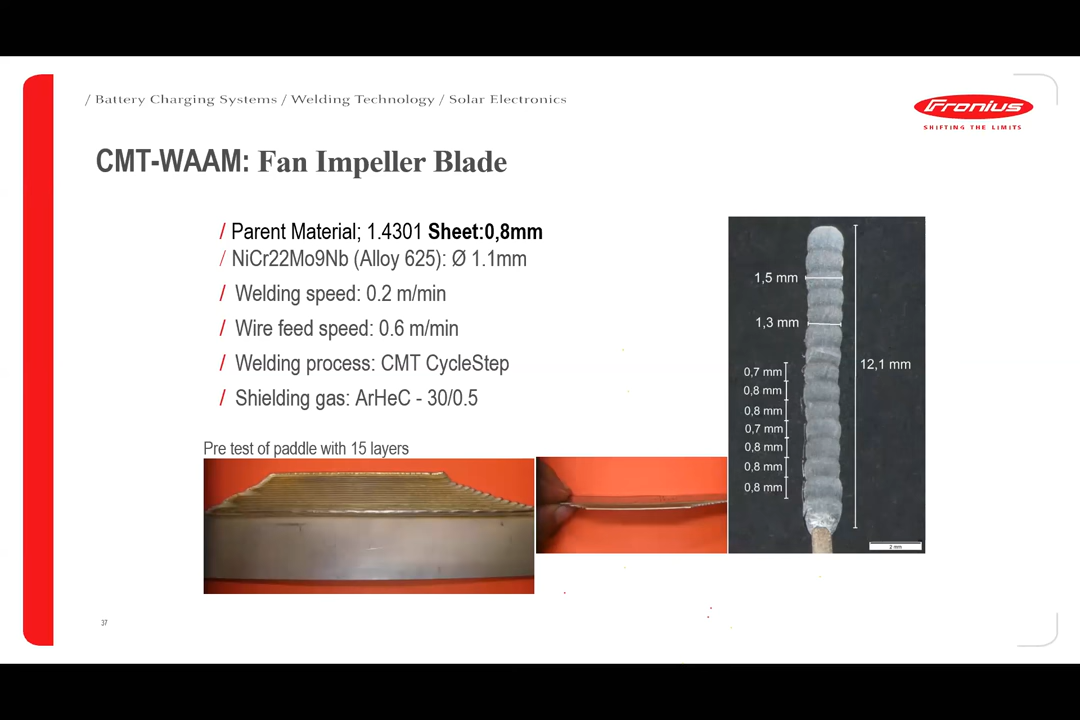 / Battery Charging Systems / Welding Technology / Solar Electronics
Fronius
SHIFTING THE LIMITS
CMT-WAAM: Fan Impeller Blade
/ Parent Material; 1.4301 Sheet:0,8mm
/ NiCr22Mo9Nb (Alloy 625): Ø 1.1mm
/ Welding speed: 0.2 m/min
/ Wire feed speed: 0.6 m/min
/ Welding process: CMT CycleStep
/ Shielding gas: ArHeC - 30/0.5
Pre test of paddle with 15 layers
1,5 mm
1,3 mm
12,1 mm
0,7 mm
0,8 mm
0,8 mm
0,7 mm
0,8 mm
0,8 mm
0,8 mm
2 mm
37